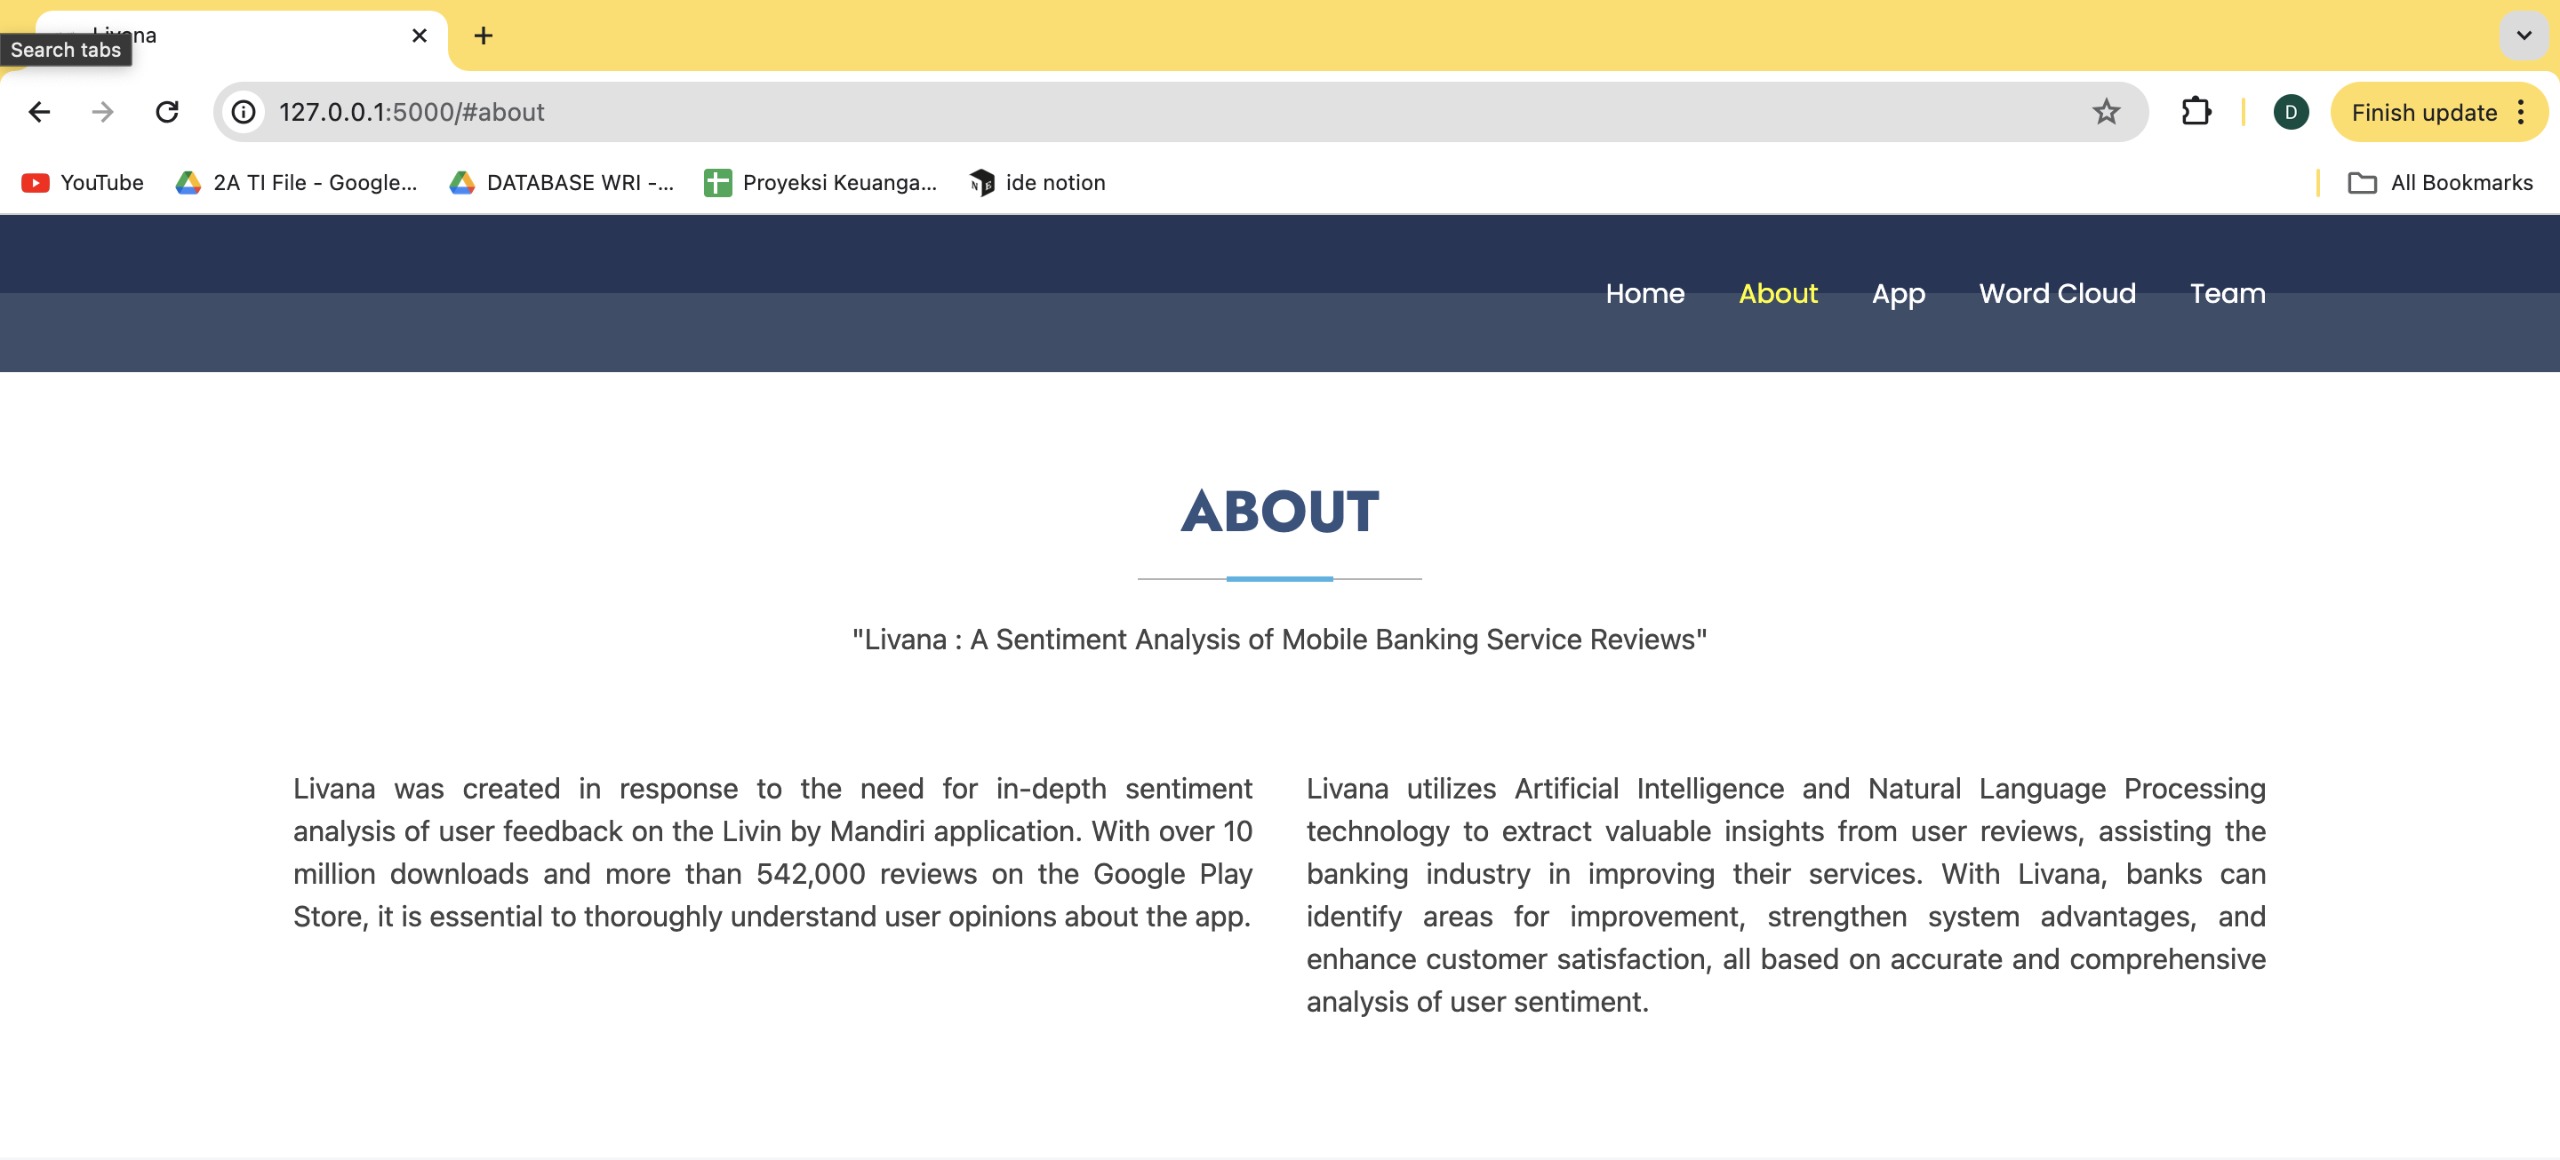 Livana
Search tabs
127.0.0.1:5000/#about
D
Finish update
YouTube
2A TI File - Google...
DATABASE WRI -...
Proyeksi Keuanga...
ide notion
All Bookmarks
Home About App Word Cloud Team
ABOUT
"Livana : A Sentiment Analysis of Mobile Banking Service Reviews"
Livana was created in response to the need for in-depth sentiment
analysis of user feedback on the Livin by Mandiri application. With over 10
million downloads and more than 542,000 reviews on the Google Play
Store, it is essential to thoroughly understand user opinions about the app.
Livana utilizes Artificial Intelligence and Natural Language Processing
technology to extract valuable insights from user reviews, assisting the
banking industry in improving their services. With Livana, banks can
identify areas for improvement, strengthen system advantages, and
enhance customer satisfaction, all based on accurate and comprehensive
analysis of user sentiment.